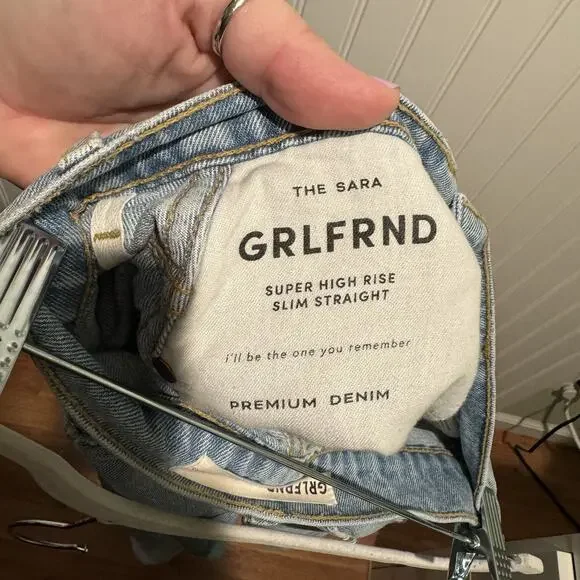 THE SARA
GRLFRND
SUPER HIGH RISE
SLIM STRAIGHT
i'll be the one you remember
PREMIUM DENIM
GRLFRND